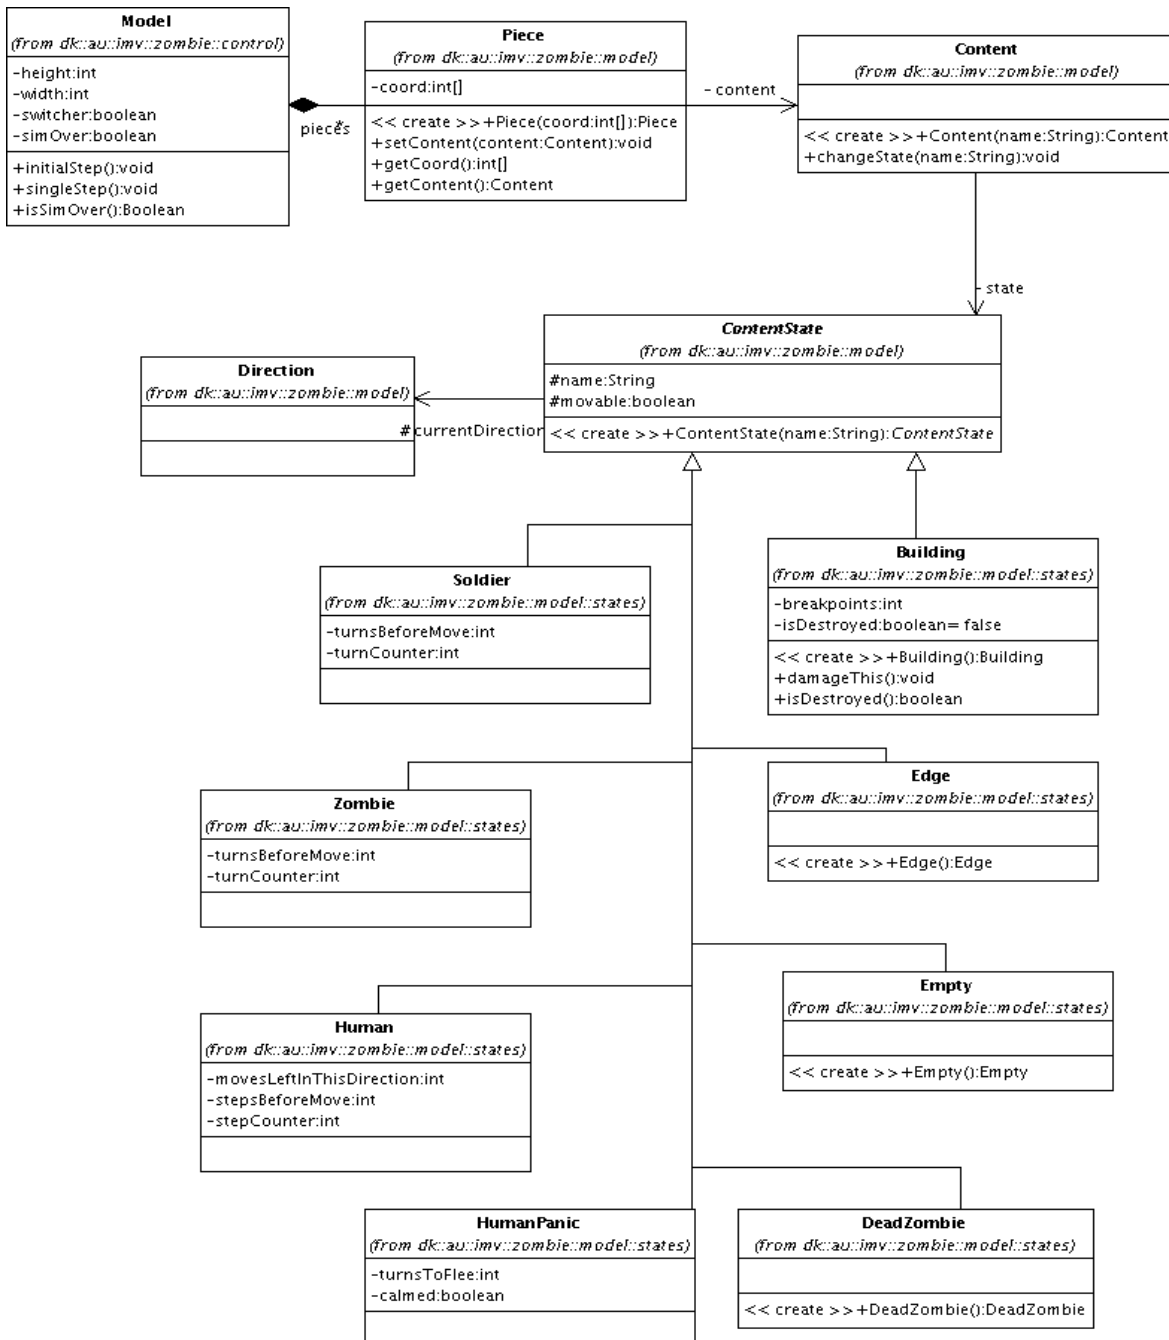 Model
(from dk::au::imv::zombie::control)
-height:int
-width:int
-switcher:boolean
-simOver:boolean
+initialStep():void
+singleStep():void
+isSimOver():Boolean
pieces
*
Piece
(from dk::au::imv::zombie::model)
-coord:int[]
<< create >>+Piece(coord:int[]):Piece
+setContent(content:Content):void
+getCoord():int[]
+getContent():Content
- content
Content
(from dk::au::imv::zombie::model)
<< create >>+Content(name:String):Content
+changeState(name:String):void
- state
ContentState
(from dk::au::imv::zombie::model)
#name:String
#movable:boolean
<< create >>+ContentState(name:String):ContentState
Direction
(from dk::au::imv::zombie::model)
# currentDirection
Soldier
(from dk::au::imv::zombie::model::states)
-turnsBeforeMove:int
-turnCounter:int
Building
(from dk::au::imv::zombie::model::states)
-breakpoints:int
-isDestroyed:boolean= false
<< create >>+Building():Building
+damageThis():void
+isDestroyed():boolean
Zombie
(from dk::au::imv::zombie::model::states)
-turnsBeforeMove:int
-turnCounter:int
Edge
(from dk::au::imv::zombie::model::states)
<< create >>+Edge():Edge
Empty
(from dk::au::imv::zombie::model::states)
<< create >>+Empty():Empty
Human
(from dk::au::imv::zombie::model::states)
-movesLeftInThisDirection:int
-stepsBeforeMove:int
-stepCounter:int
HumanPanic
(from dk::au::imv::zombie::model::states)
-turnsToFlee:int
-calmed:boolean
DeadZombie
(from dk::au::imv::zombie::model::states)
<< create >>+DeadZombie():DeadZombie